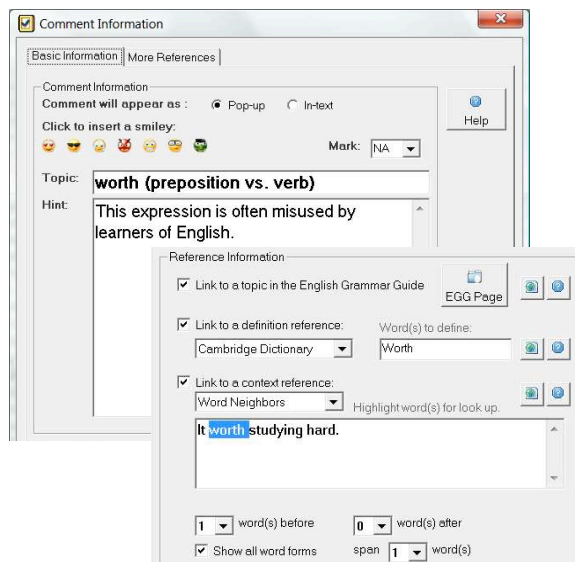 Comment Information
Basic Information More References
Comment Information
Comment will appear as : Pop-up In-text
Help
Click to insert a smiley:
Mark: NA
Topic: worth (preposition vs. verb)
Hint: This expression is often misused by
learners of English.
Reference Information
Link to a topic in the English Grammar Guide
EGG Page
Link to a definition reference: Word(s) to define:
Cambridge Dictionary Worth
Link to a context reference:
Word Neighbors Highlight word(s) for look up.
It worth studying hard.
1 word(s) before 0 word(s) after
Show all word forms span 1 word(s)